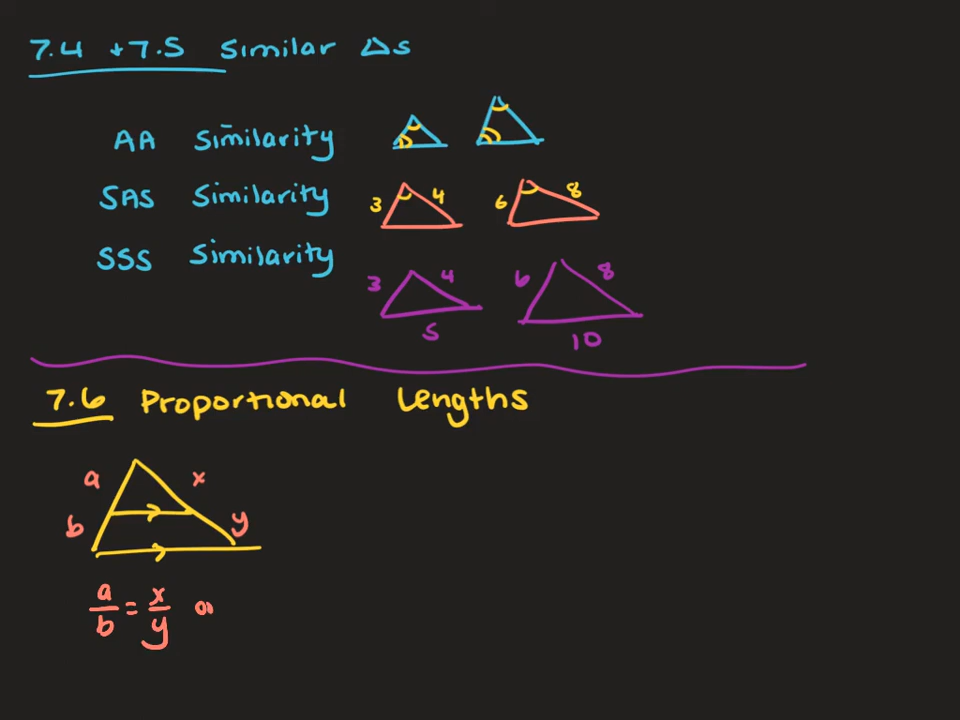 7.4 + 7.5 Similar Δs
AA Similarity
SAS Similarity 3 4 6 8
SSS Similarity
3 4 6 8
5 10
7.6 Proportional Lengths
a x
b y
a/b = x/y